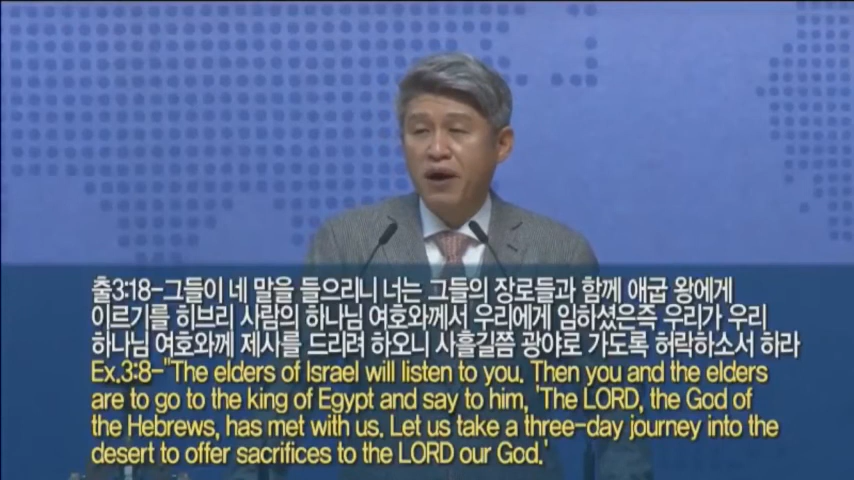 출3:18-그들이 네 말을 들으리니 너는 그들의 장로들과 함께 애굽 왕에게
이르기를 히브리 사람의 하나님 여호와께서 우리에게 임하셨은즉 우리가 우리
하나님 여호와께 제사를 드리려 하오니 사흘길쯤 광야로 가도록 허락하소서 하라
Ex.3:8-"The elders of Israel will listen to you. Then you and the elders
are to go to the king of Egypt and say to him, 'The LORD, the God of
the Hebrews, has met with us. Let us take a three-day journey into the
desert to offer sacrifices to the LORD our God.'